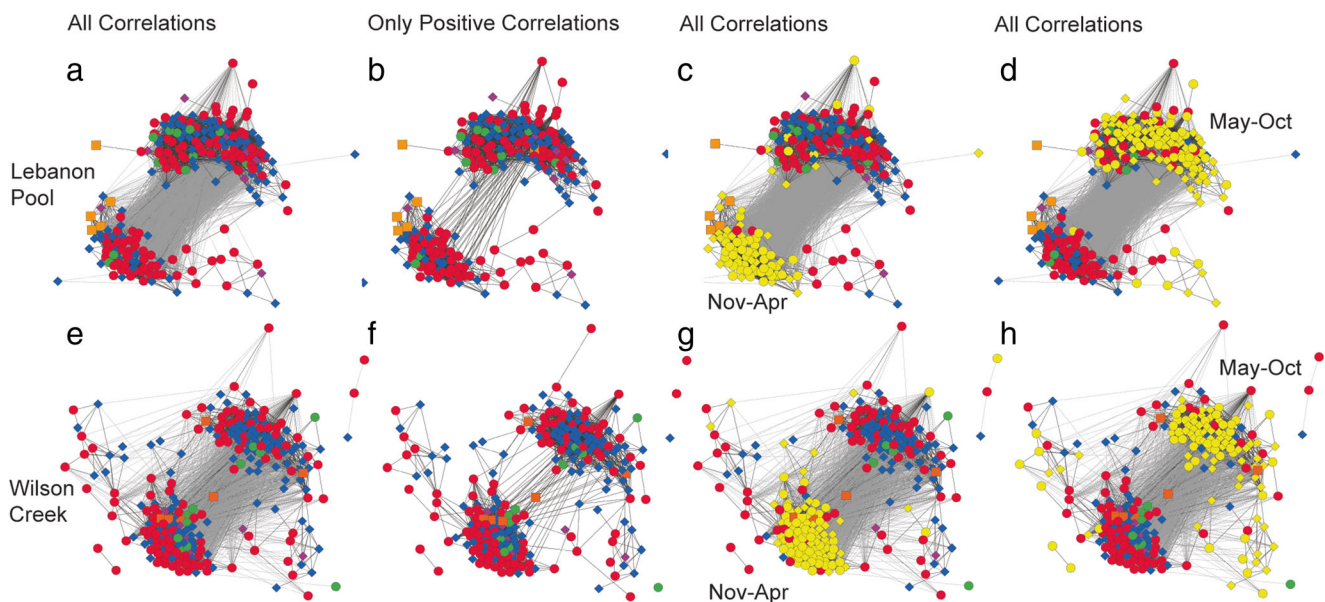 All Correlations
Only Positive Correlations
All Correlations
All Correlations
a
b
c
d
May-Oct
Lebanon
Pool
Nov-Apr
e
f
g
h
May-Oct
Wilson
Creek
Nov-Apr